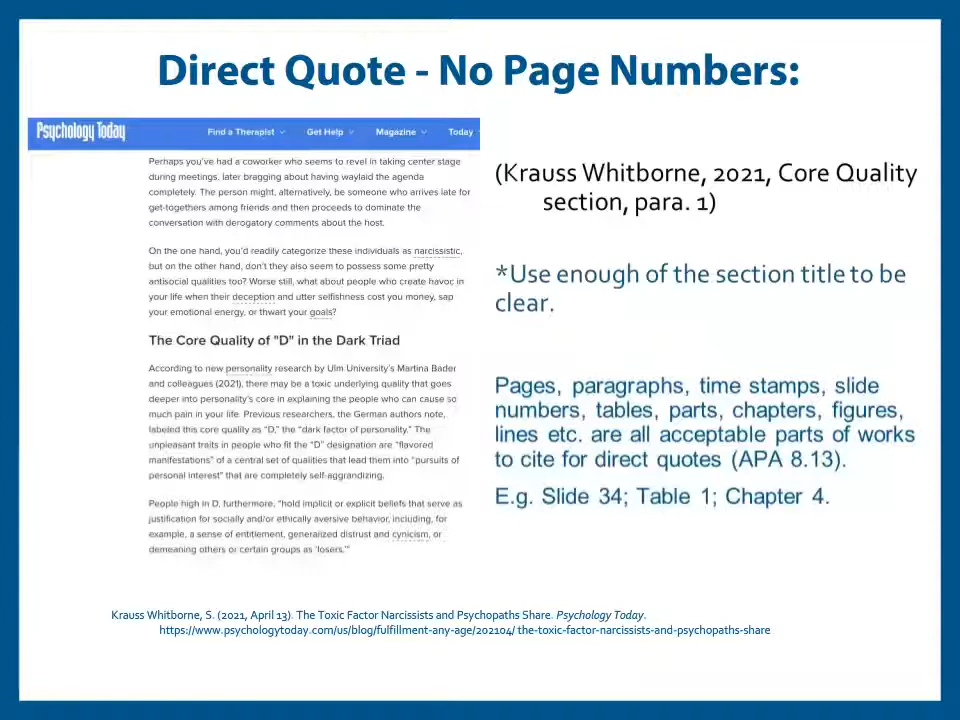 Direct Quote - No Page Numbers:
Psychology Today
Find a Therapist Get Help Magazine Today
Perhaps you've had a coworker who seems to revel in taking center stage
during meetings, later bragging about having waylaid the agenda
completely. The person might, alternatively, be someone who arrives late for
get-togethers among friends and then proceeds to dominate the
conversation with derogatory comments about the host.
On the one hand, you'd readily categorize these individuals as narcissistic,
but on the other hand, don't they also seem to possess some pretty
antisocial qualities too? Worse still, what about people who create havoc in
your life when their deception and utter selfishness cost you money, sap
your emotional energy, or thwart your goals?
The Core Quality of "D" in the Dark Triad
According to new personality research by Ulm University's Martina Bader
and colleagues (2021), there may be a toxic underlying quality that goes
deeper into personality's core in explaining the people who can cause so
much pain in your life. Previous researchers, the German authors note,
labeled this core quality as "D," the "dark factor of personality." The
unpleasant traits in people who fit the "D" designation are "flavored
manifestations" of a central set of qualities that lead them into "pursuits of
personal interest" that are completely self-aggrandizing.
People high in D, furthermore, "hold implicit or explicit beliefs that serve as
justification for socially and/or ethically aversive behavior, including, for
example, a sense of entitlement, generalized distrust and cynicism, or
demeaning others or certain groups as 'losers.'"
(Krauss Whitborne, 2021, Core Quality
section, para. 1)
*Use enough of the section title to be
clear.
Pages, paragraphs, time stamps, slide
numbers, tables, parts, chapters, figures,
lines etc. are all acceptable parts of works
to cite for direct quotes (APA 8.13).
E.g. Slide 34; Table 1; Chapter 4.
Krauss Whitborne, S. (2021, April 13). The Toxic Factor Narcissists and Psychopaths Share. Psychology Today.
https://www.psychologytoday.com/us/blog/fulfillment-any-age/202104/ the-toxic-factor-narcissists-and-psychopaths-share